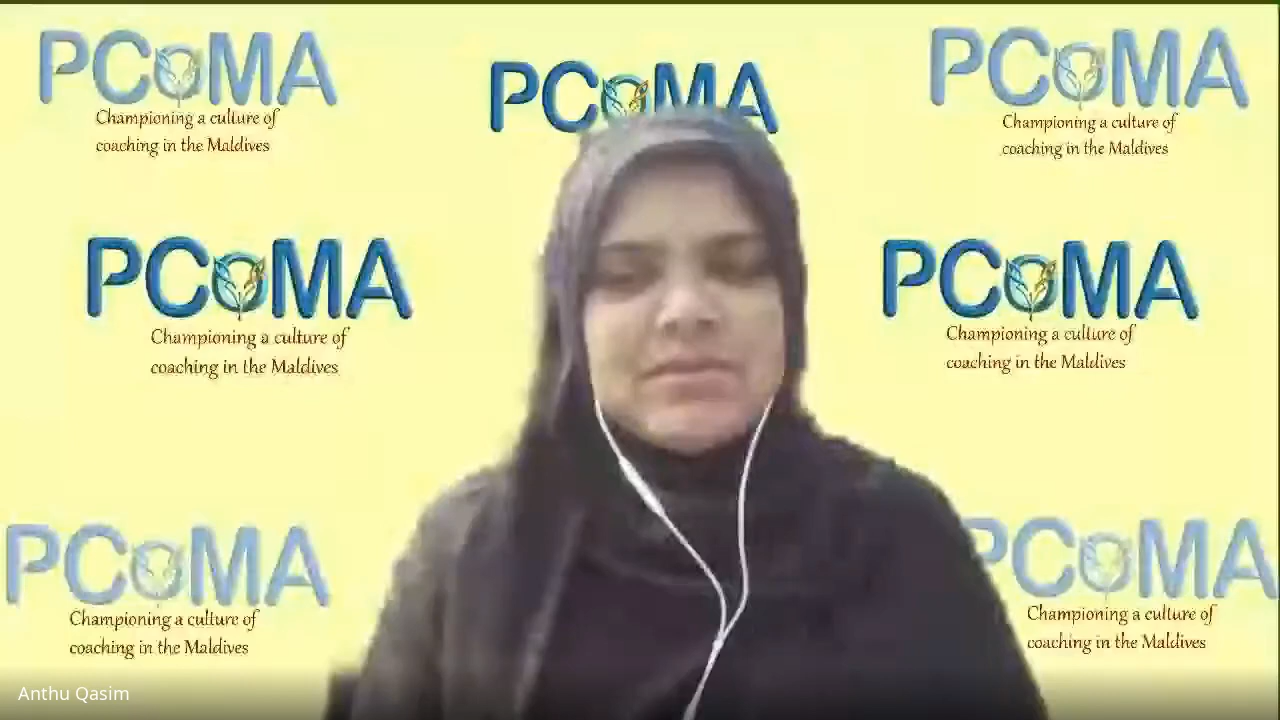 PCOMA
Championing a culture of
coaching in the Maldives
PCOMA
PCOMA
Championing a culture of
coaching in the Maldives
PCOMA
Championing a culture of
coaching in the Maldives
PCOMA
Championing a culture of
coaching in the Maldives
PCOMA
Championing a culture of
coaching in the Maldives
PCOMA
Championing a culture of
coaching in the Maldives
Anthu Qasim